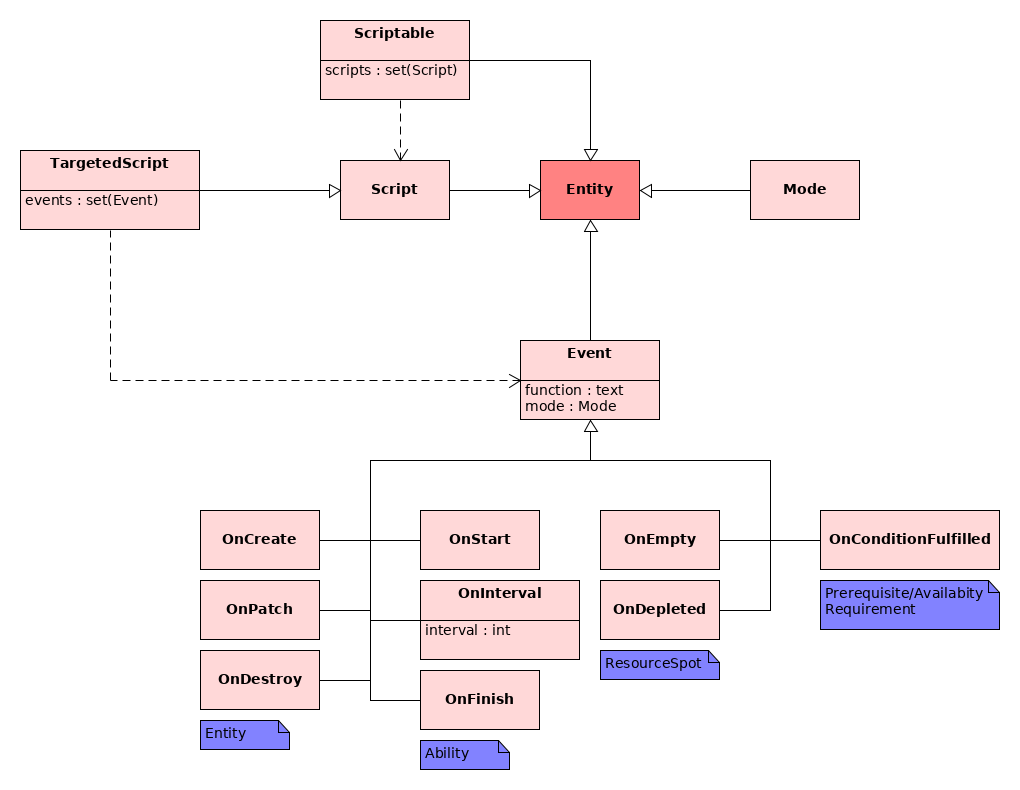 Scriptable
scripts : set(Script)
TargetedScript
events : set(Event)
Script
Entity
Mode
Event
function : text
mode : Mode
OnCreate
OnStart
OnEmpty
OnConditionFulfilled
OnPatch
OnInterval
interval : int
OnDepleted
Prerequisite/Availabity
Requirement
OnDestroy
ResourceSpot
OnFinish
Entity
Ability